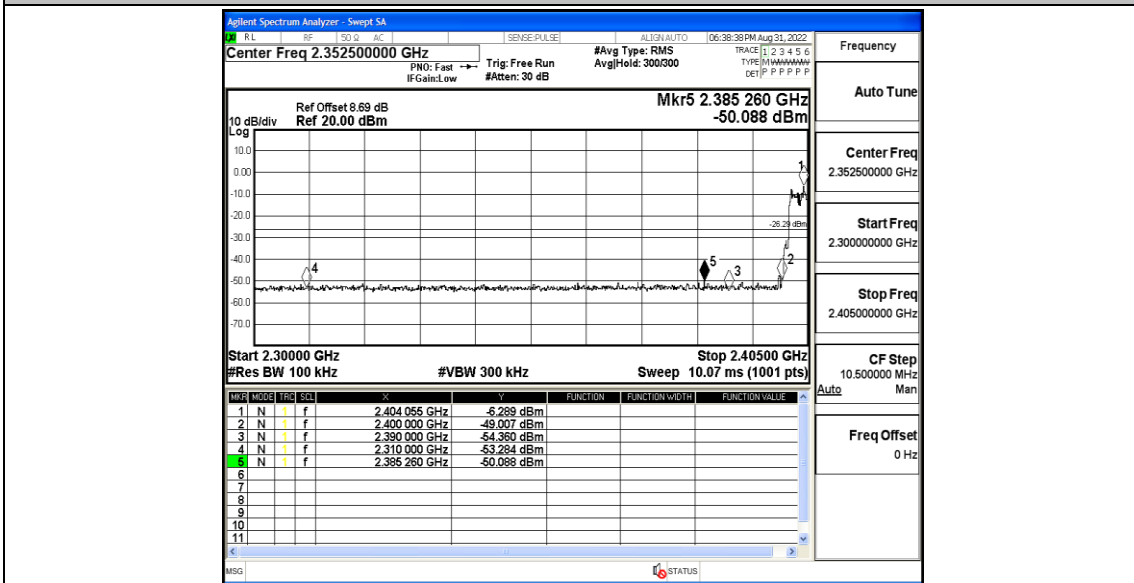 Agilent Spectrum Analyzer - Swept SA
RL RF 50 Ω AC SENSE:PULSE ALIGN AUTO 06:38:38 PM Aug 31, 2022
Center Freq 2.352500000 GHz
PNO: Fast
IFGain:Low
Trig: Free Run
#Atten: 30 dB
#Avg Type: RMS
Avg|Hold: 300/300
TRACE 1 2 3 4 5 6
TYPE M WWWWW
DET P P P P P P
Ref Offset 8.69 dB
10 dB/div Ref 20.00 dBm
Log
Mkr5 2.385 260 GHz
-50.088 dBm
10.0
0.00
-10.0
-20.0
-30.0
-40.0
-50.0
-60.0
-70.0
1
-26.29 dBm
2
3
4
5
Start 2.30000 GHz Stop 2.40500 GHz
#Res BW 100 kHz #VBW 300 kHz Sweep 10.07 ms (1001 pts)
MKR MODE TRC SCL X Y FUNCTION FUNCTION WIDTH FUNCTION VALUE
1 N 1 f 2.404 055 GHz -6.289 dBm
2 N 1 f 2.400 000 GHz -49.007 dBm
3 N 1 f 2.390 000 GHz -54.360 dBm
4 N 1 f 2.310 000 GHz -53.284 dBm
5 N 1 f 2.385 260 GHz -50.088 dBm
6
7
8
9
10
11
MSG STATUS
Frequency
Auto Tune
Center Freq
2.352500000 GHz
Start Freq
2.300000000 GHz
Stop Freq
2.405000000 GHz
CF Step
10.500000 MHz
Auto Man
Freq Offset
0 Hz